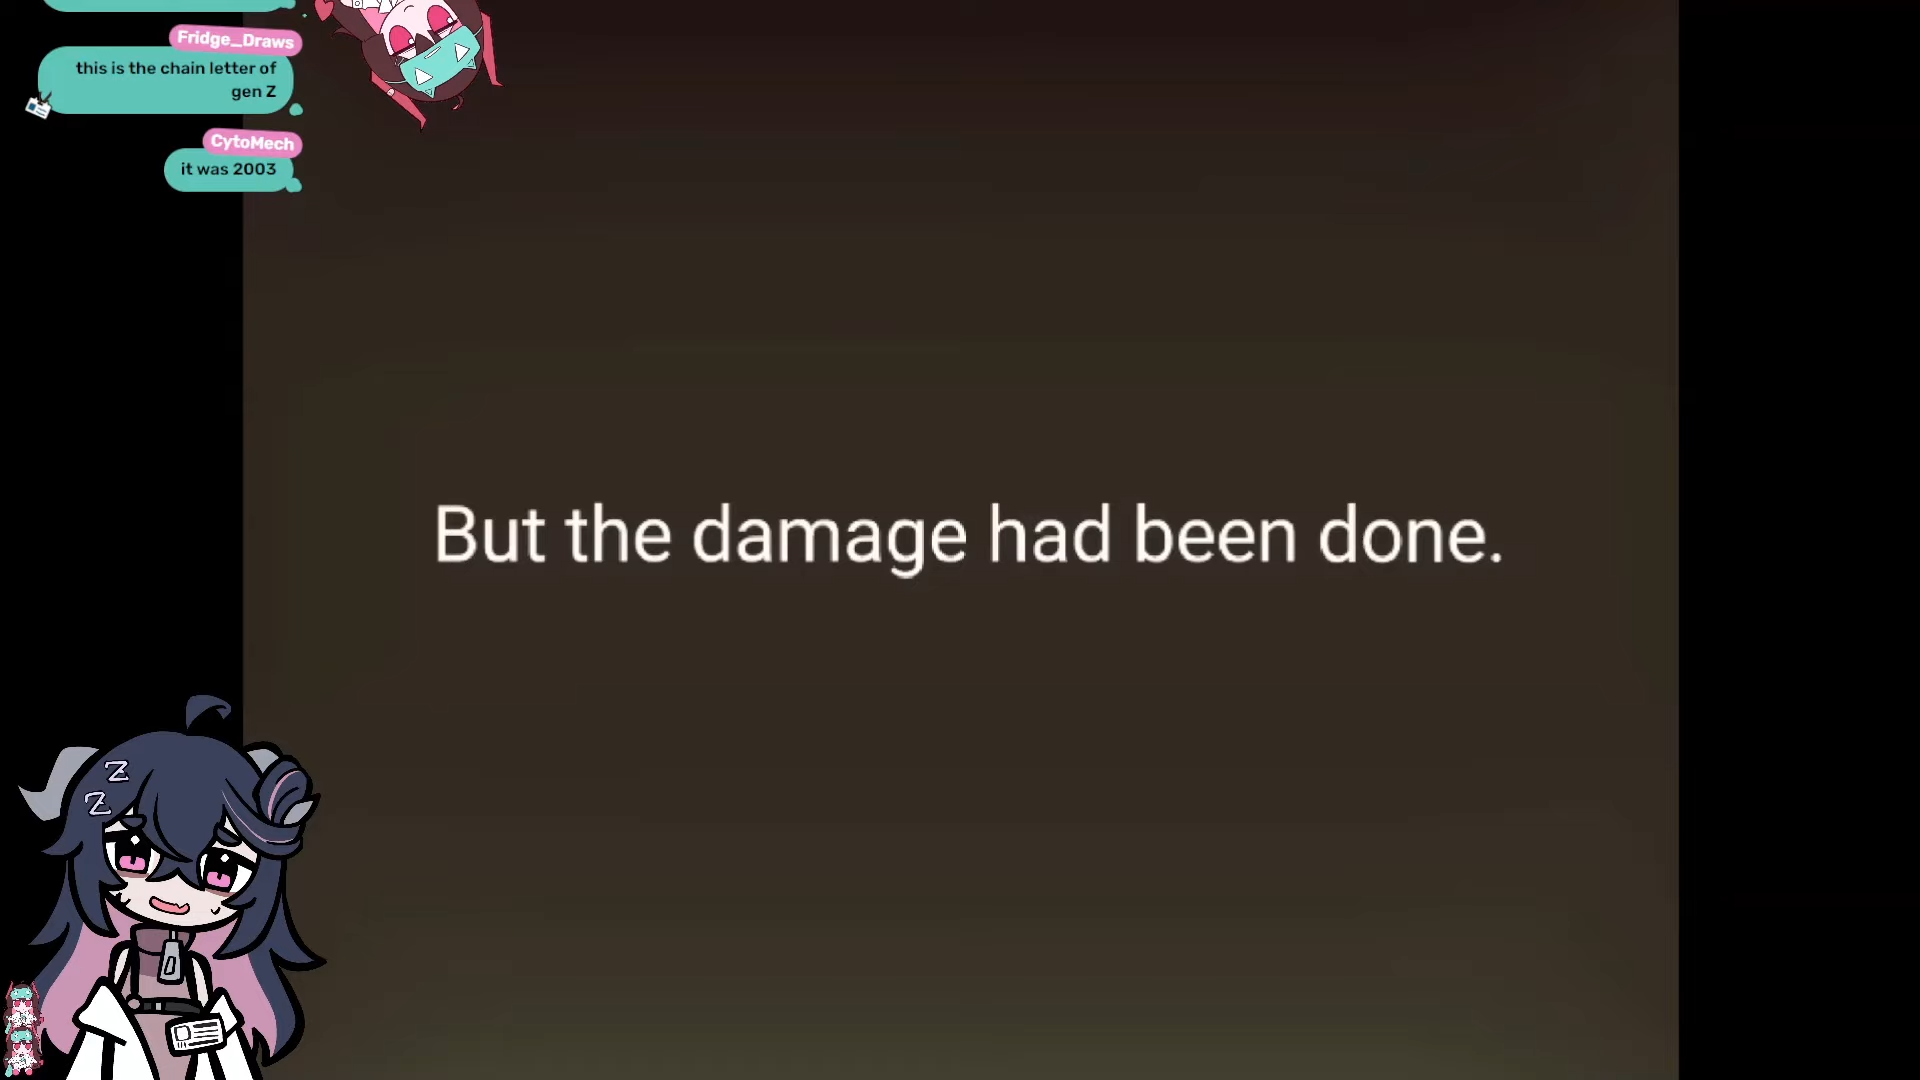 Fridge_Draws
this is the chain letter of
gen Z
CytoMech
it was 2003
But the damage had been done.
Z
Z